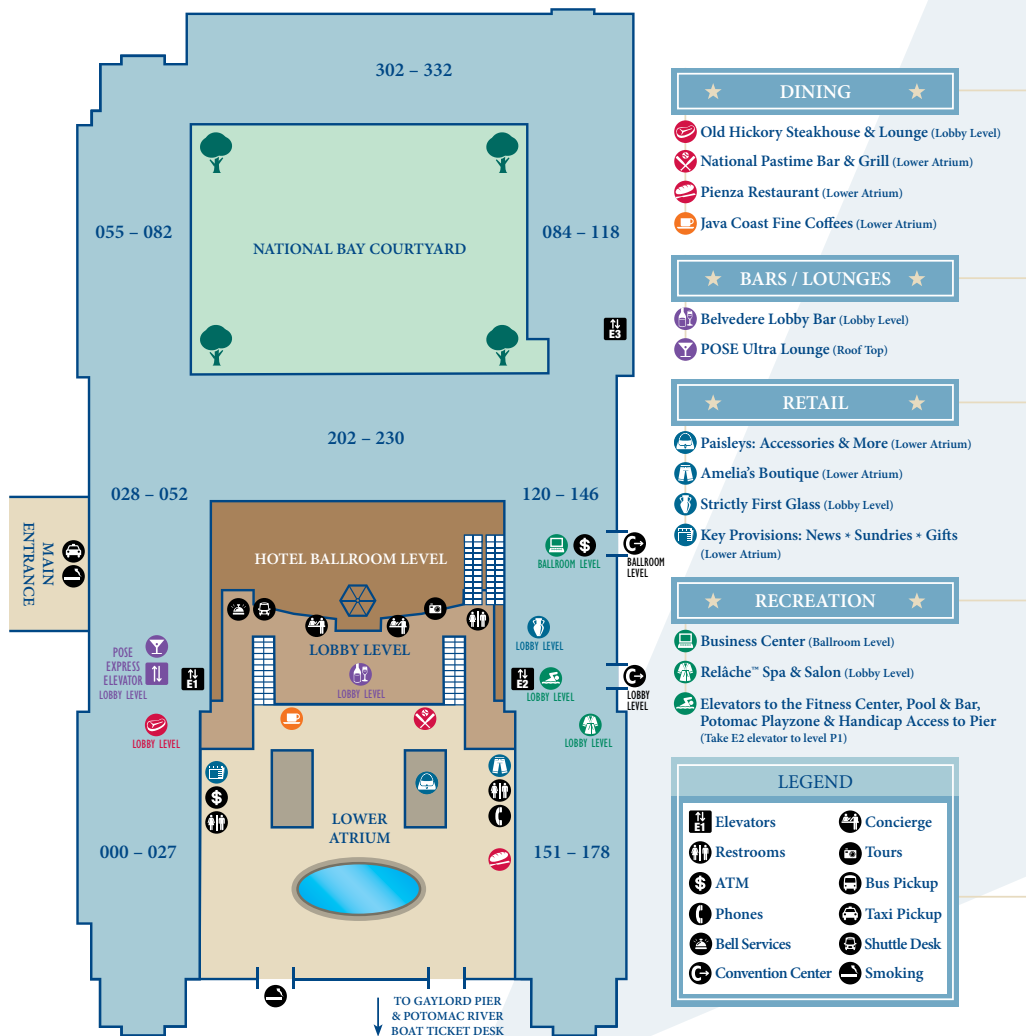 302 – 332
055 – 082
084 – 118
NATIONAL BAY COURTYARD
E3
202 – 230
028 – 052
120 – 146
MAIN
ENTRANCE
HOTEL BALLROOM LEVEL
$
BALLROOM LEVEL
BALLROOM
LEVEL
LOBBY LEVEL
LOBBY LEVEL
POSE
EXPRESS
ELEVATOR
LOBBY LEVEL
E1
LOBBY LEVEL
E2
LOBBY LEVEL
LOBBY
LEVEL
LOBBY LEVEL
LOBBY LEVEL
$
LOWER
ATRIUM
000 – 027
151 – 178
TO GAYLORD PIER
& POTOMAC RIVER
BOAT TICKET DESK
DINING
Old Hickory Steakhouse & Lounge (Lobby Level)
National Pastime Bar & Grill (Lower Atrium)
Pienza Restaurant (Lower Atrium)
Java Coast Fine Coffees (Lower Atrium)
BARS / LOUNGES
Belvedere Lobby Bar (Lobby Level)
POSE Ultra Lounge (Roof Top)
RETAIL
Paisleys: Accessories & More (Lower Atrium)
Amelia's Boutique (Lower Atrium)
Strictly First Glass (Lobby Level)
Key Provisions: News * Sundries * Gifts
(Lower Atrium)
RECREATION
Business Center (Ballroom Level)
Relâche™ Spa & Salon (Lobby Level)
Elevators to the Fitness Center, Pool & Bar,
Potomac Playzone & Handicap Access to Pier
(Take E2 elevator to level P1)
LEGEND
E1 Elevators
Concierge
Restrooms
Tours
$ ATM
Bus Pickup
Phones
Taxi Pickup
Bell Services
Shuttle Desk
Convention Center
Smoking